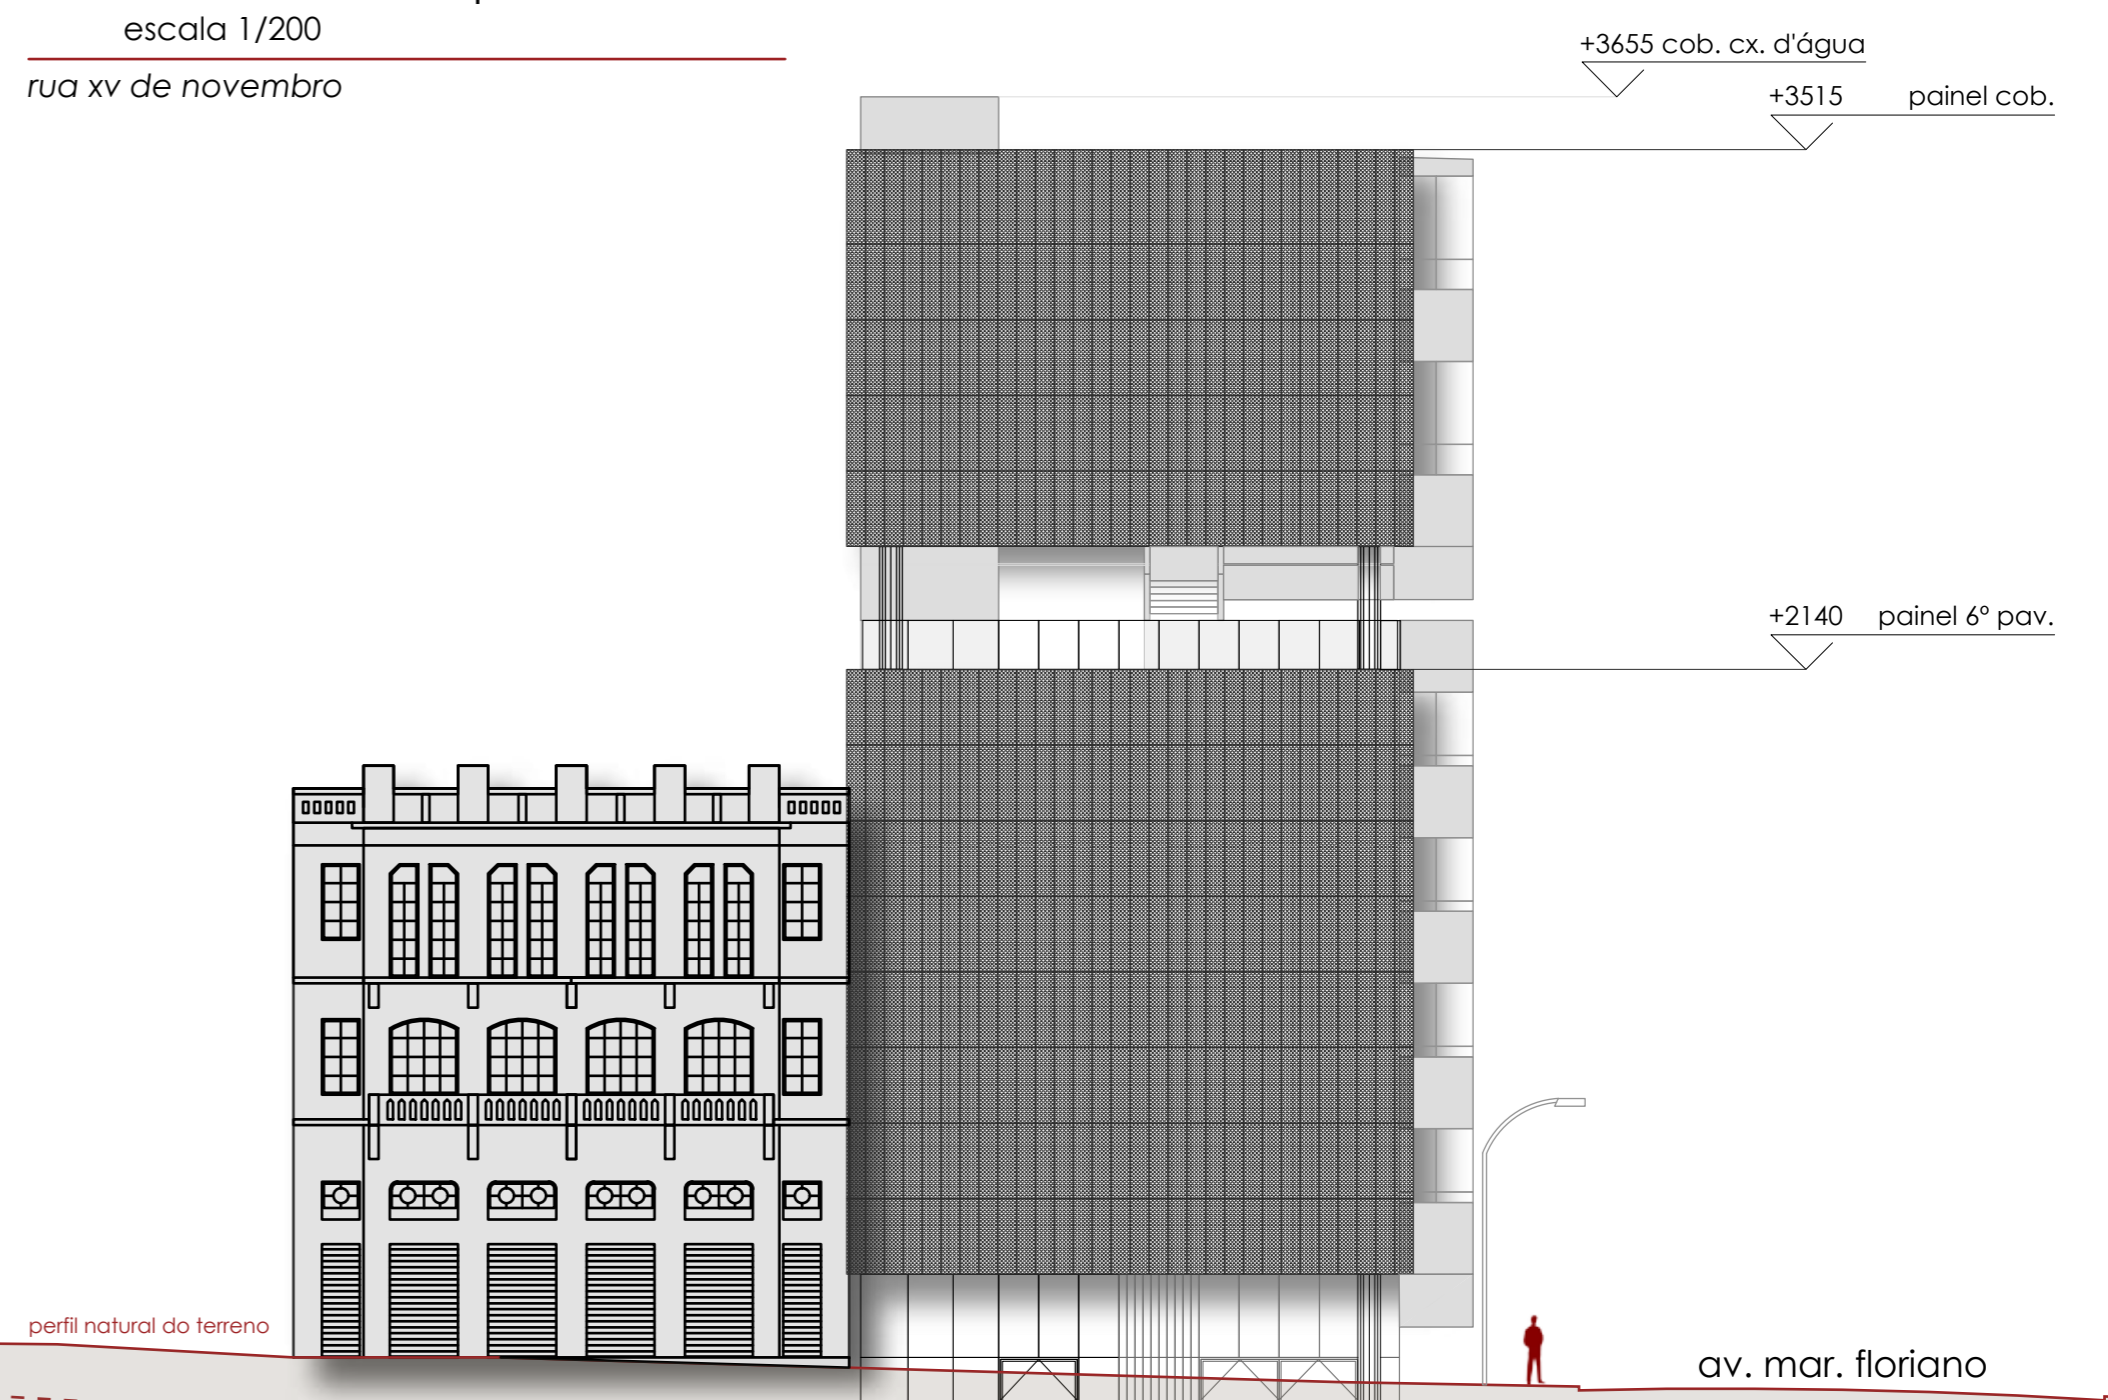 escala 1/200
rua xv de novembro
+3655 cob. cx. d'água
+3515 painel cob.
+2140 painel 6º pav.
perfil natural do terreno
av. mar. floriano